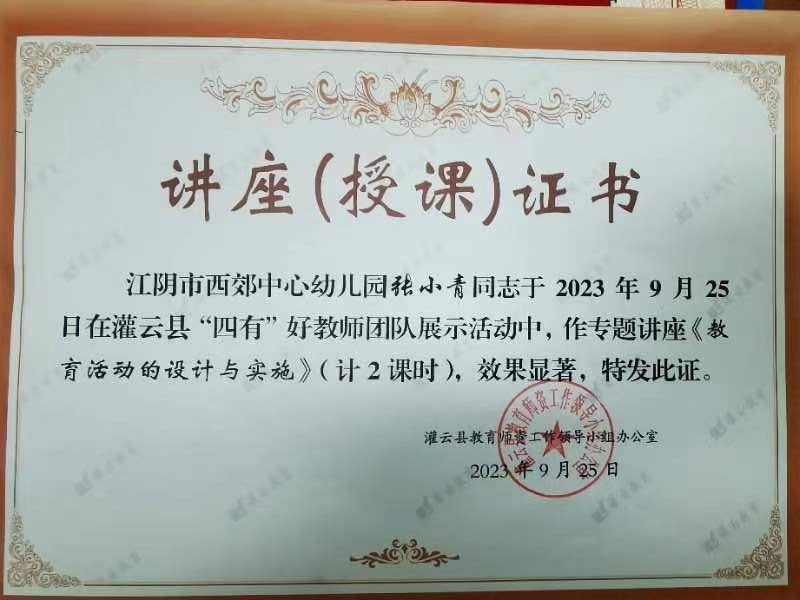 讲座(授课)证书
江阴市西郊中心幼儿园张小青同志于 2023 年 9 月 25
日在灌云县“四有”好教师团队展示活动中，作专题讲座《教
育活动的设计与实施》(计 2 课时)，效果显著，特发此证。
灌云县教育师资工作领导小组办公室
2023 年 9 月 25 日